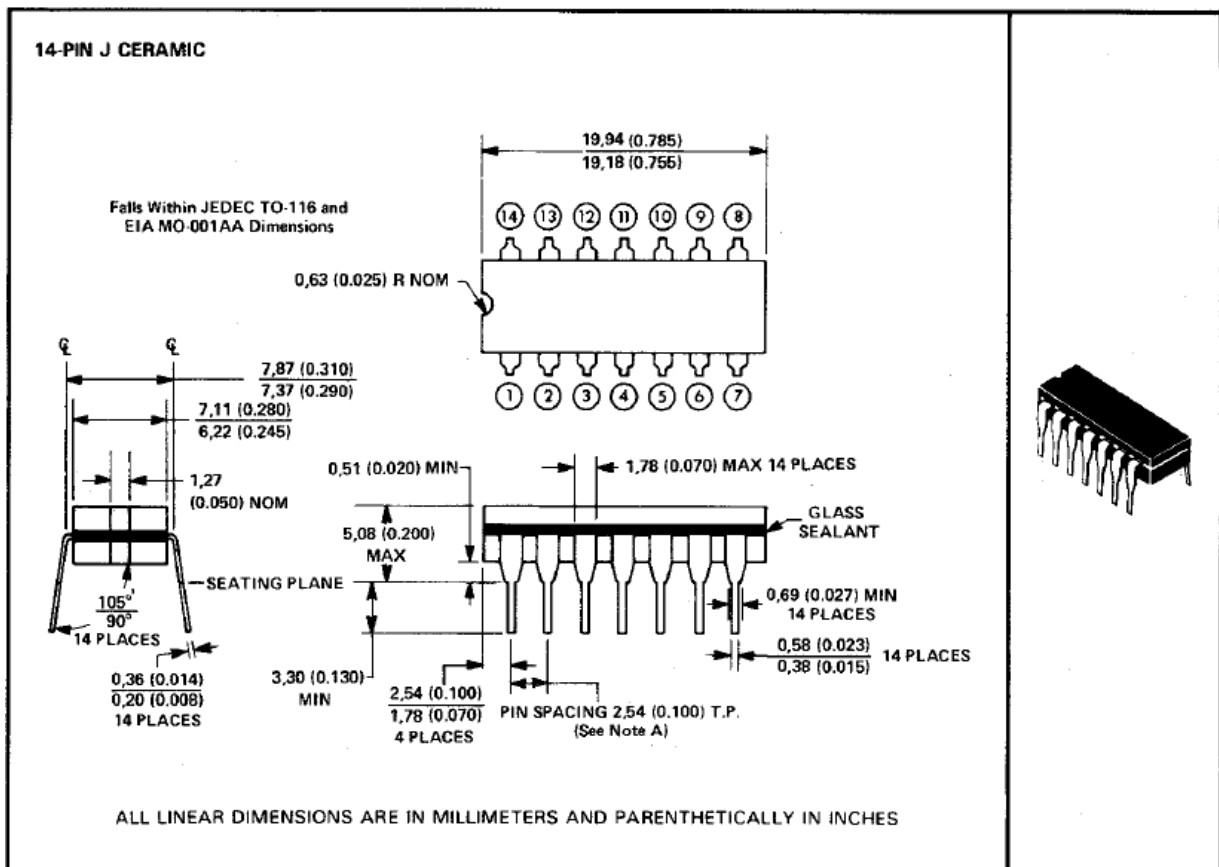 14-PIN J CERAMIC
19,94 (0.785)
19,18 (0.755)
Falls Within JEDEC TO-116 and
EIA MO-001AA Dimensions
14 13 12 11 10 9 8
0,63 (0.025) R NOM
℄ ℄
7,87 (0.310)
7,37 (0.290)
1 2 3 4 5 6 7
7,11 (0.280)
6,22 (0.245)
0,51 (0.020) MIN
1,78 (0.070) MAX 14 PLACES
1,27
(0.050) NOM
GLASS
SEALANT
5,08 (0.200)
MAX
SEATING PLANE
105°
90°
14 PLACES
0,69 (0.027) MIN
14 PLACES
0,58 (0.023)
0,38 (0.015)
14 PLACES
0,36 (0.014)
0,20 (0.008)
14 PLACES
3,30 (0.130)
MIN
2,54 (0.100)
1,78 (0.070)
4 PLACES
PIN SPACING 2,54 (0.100) T.P.
(See Note A)
ALL LINEAR DIMENSIONS ARE IN MILLIMETERS AND PARENTHETICALLY IN INCHES